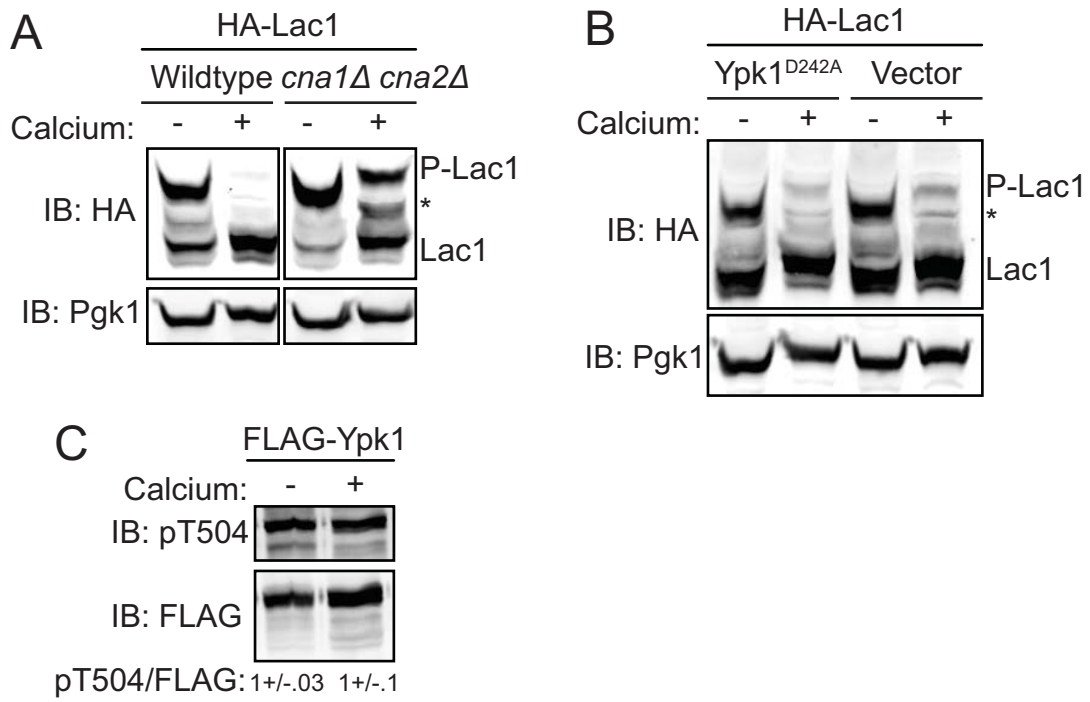 A
HA-Lac1
Wildtype cna1Δ cna2Δ
Calcium: - + - +
IB: HA
P-Lac1
*
Lac1
IB: Pgk1
B
HA-Lac1
Ypk1D242A Vector
Calcium: - + - +
IB: HA
P-Lac1
*
Lac1
IB: Pgk1
C
FLAG-Ypk1
Calcium: - +
IB: pT504
IB: FLAG
pT504/FLAG: 1+/-.03 1+/-.1